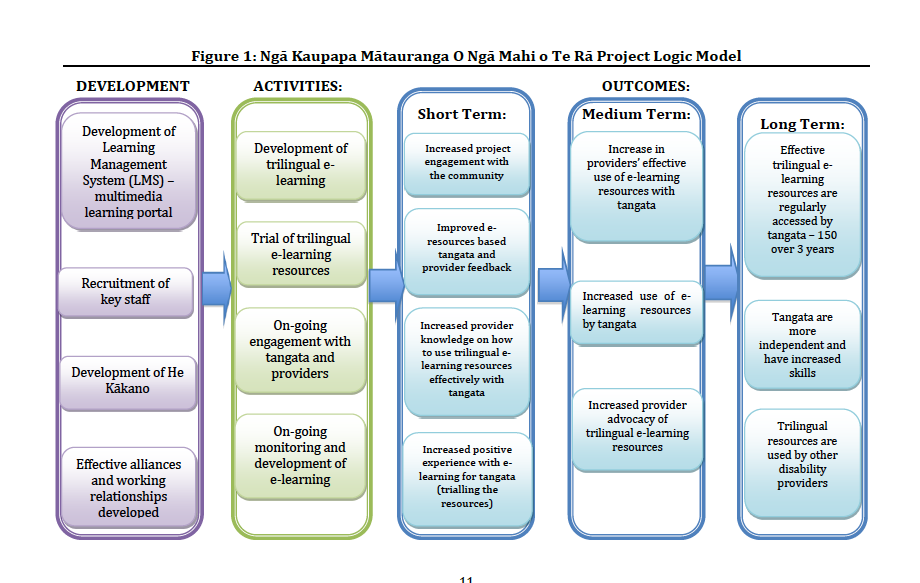 Figure 1: Ngā Kaupapa Mātauranga O Ngā Mahi o Te Rā Project Logic Model
DEVELOPMENT
Development of
Learning
Management
System (LMS) –
multimedia
learning portal
Recruitment of
key staff
Development of He
Kākano
Effective alliances
and working
relationships
developed
ACTIVITIES:
Development of
trilingual e-
learning
Trial of trilingual
e-learning
resources
On-going
engagement with
tangata and
providers
On-going
monitoring and
development of
e-learning
OUTCOMES:
Short Term:
Increased project
engagement with
the community
Improved e-
resources based
tangata and
provider feedback
Increased provider
knowledge on how
to use trilingual e-
learning resources
effectively with
tangata
Increased positive
experience with e-
learning for tangata
(trialling the
resources)
Medium Term:
Increase in
providers’ effective
use of e-learning
resources with
tangata
Increased use of e-
learning resources
by tangata
Increased provider
advocacy of
trilingual e-learning
resources
Long Term:
Effective
trilingual e-
learning
resources are
regularly
accessed by
tangata – 150
over 3 years
Tangata are
more
independent and
have increased
skills
Trilingual
resources are
used by other
disability
providers
11